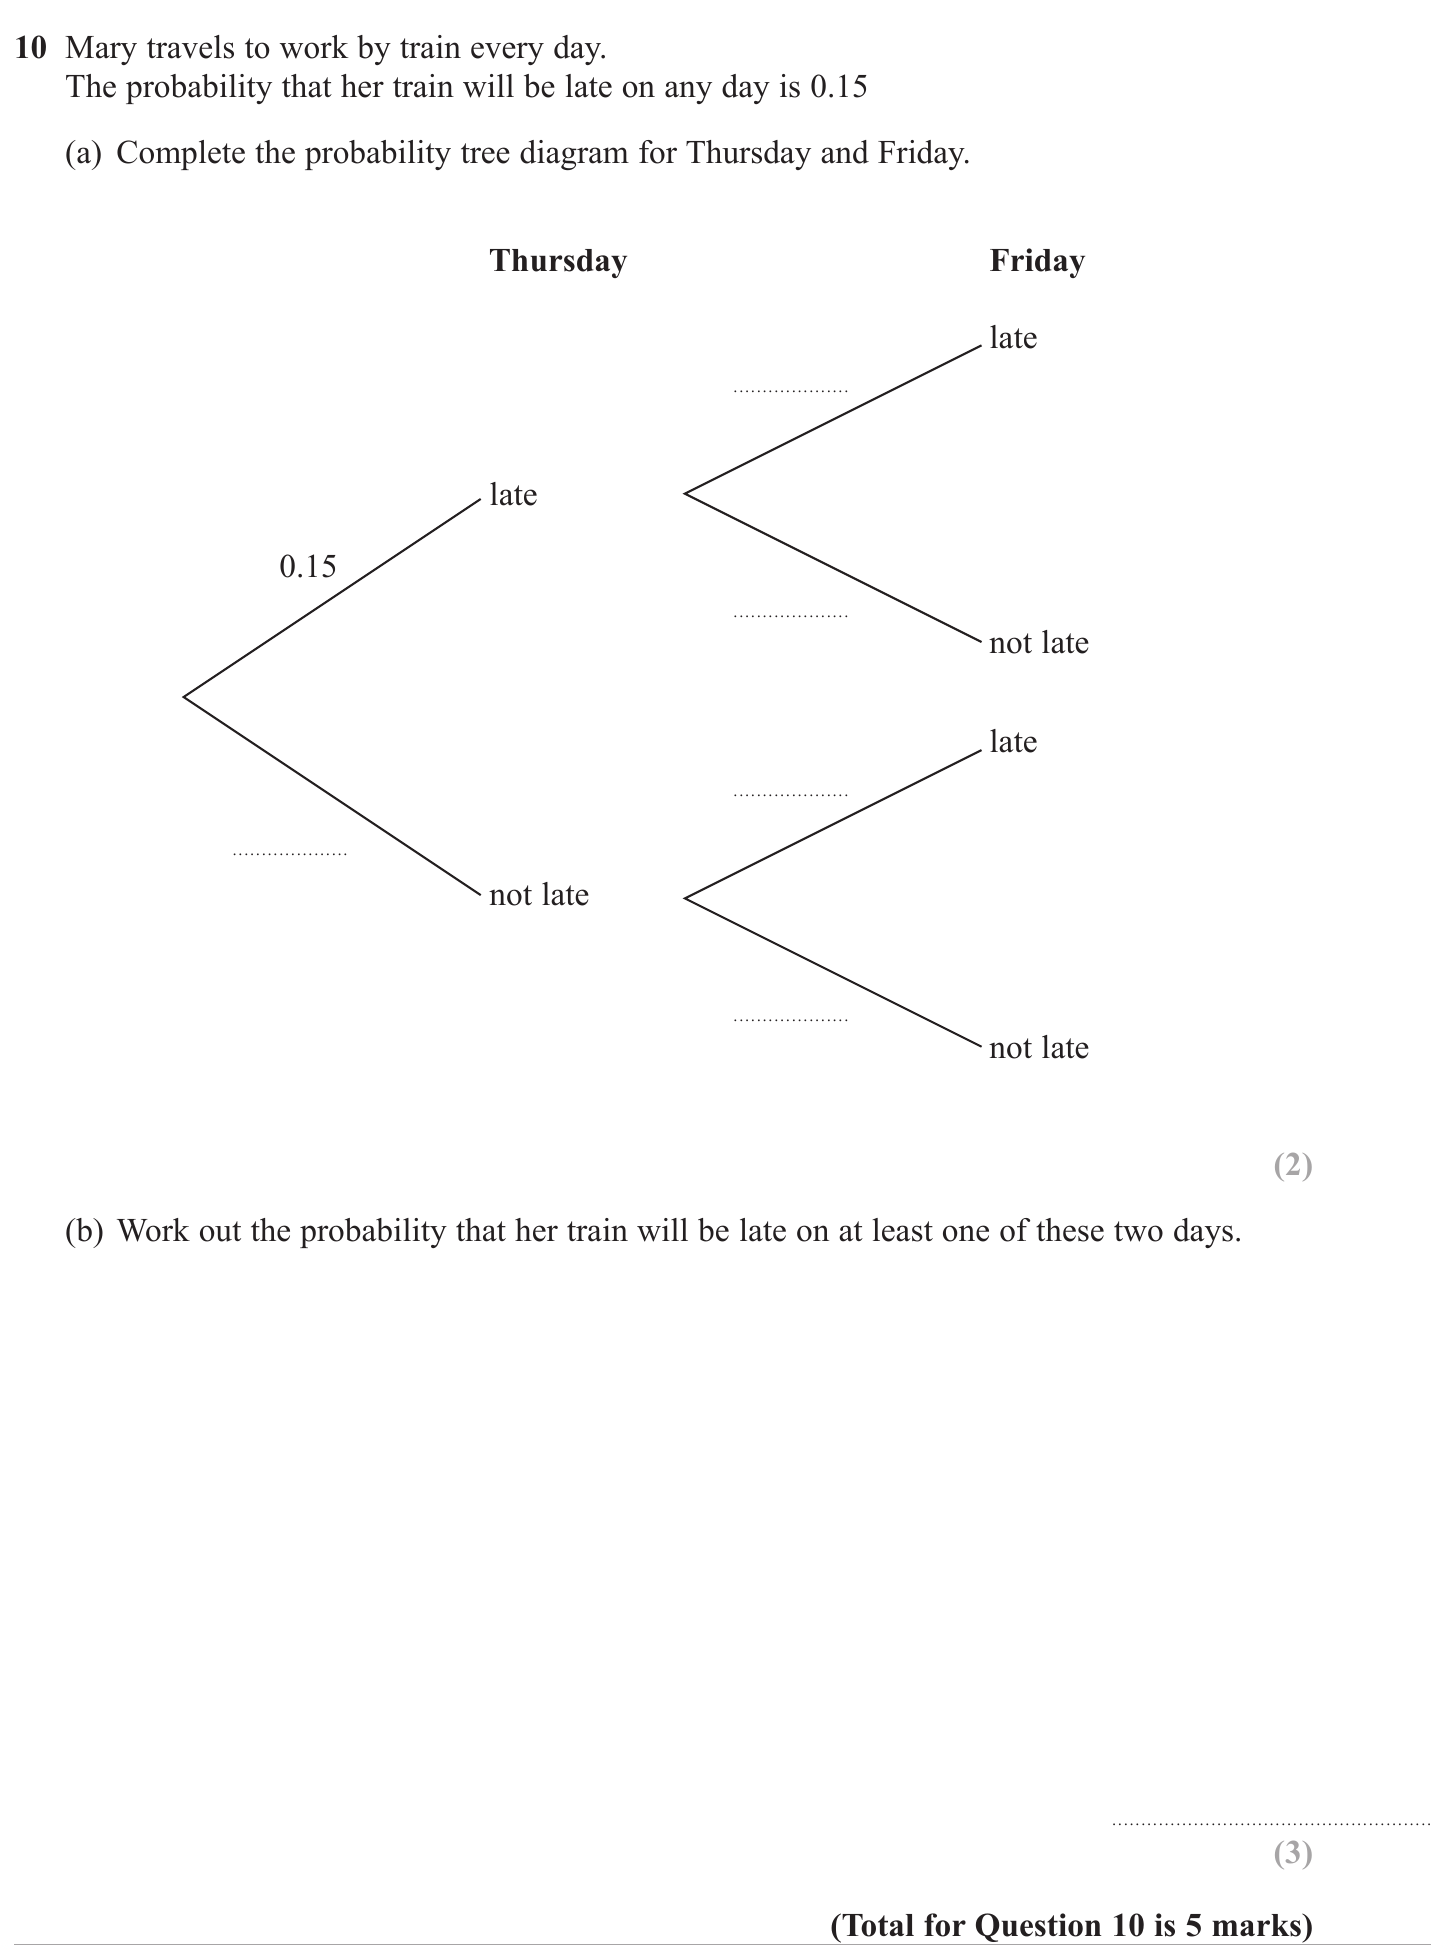 10 Mary travels to work by train every day.
The probability that her train will be late on any day is 0.15
(a) Complete the probability tree diagram for Thursday and Friday.
Thursday Friday
late
...................
late
0.15
...................
not late
late
...................
...................
not late
...................
not late
(2)
(b) Work out the probability that her train will be late on at least one of these two days.
.......................................................
(3)
(Total for Question 10 is 5 marks)